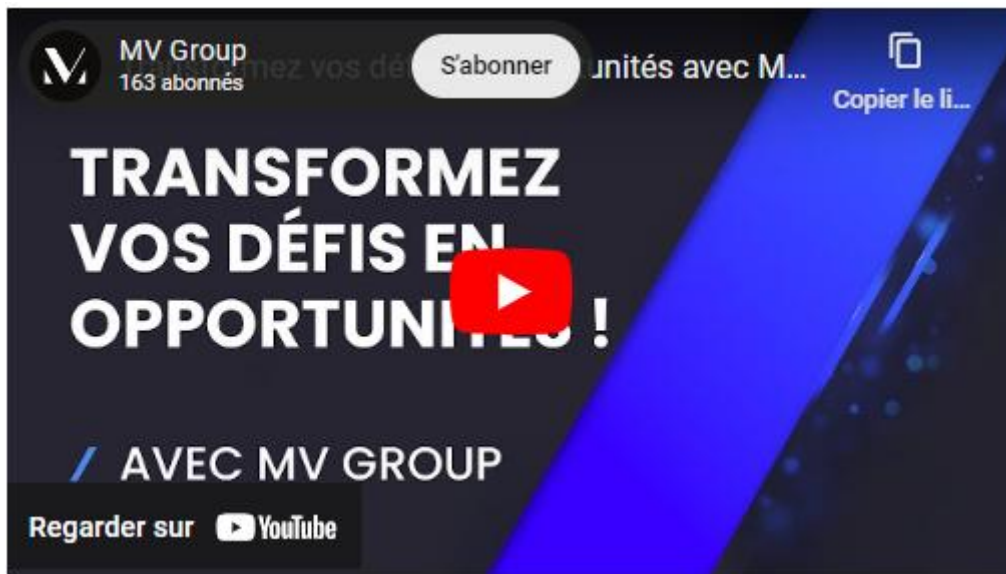 MV Group
163 abonnés
S'abonner
unités avec M...
Copier le li...
TRANSFORMEZ
VOS DÉFIS EN
OPPORTUNITÉS !
/ AVEC MV GROUP
Regarder sur YouTube